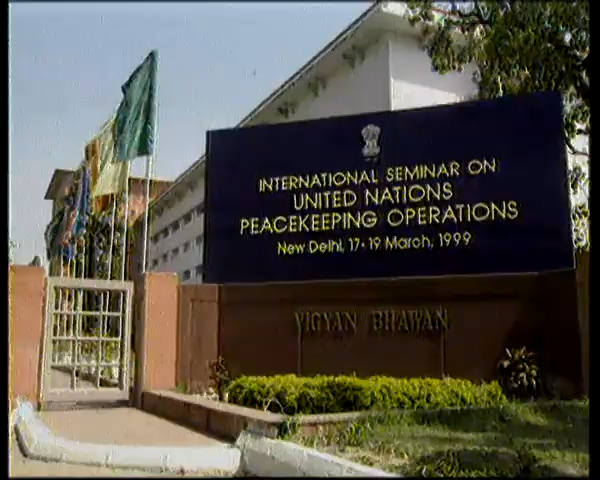 INTERNATIONAL SEMINAR ON
UNITED NATIONS
PEACEKEEPING OPERATIONS
New Delhi, 17-19 March, 1999
VIGYAN BHAWAN